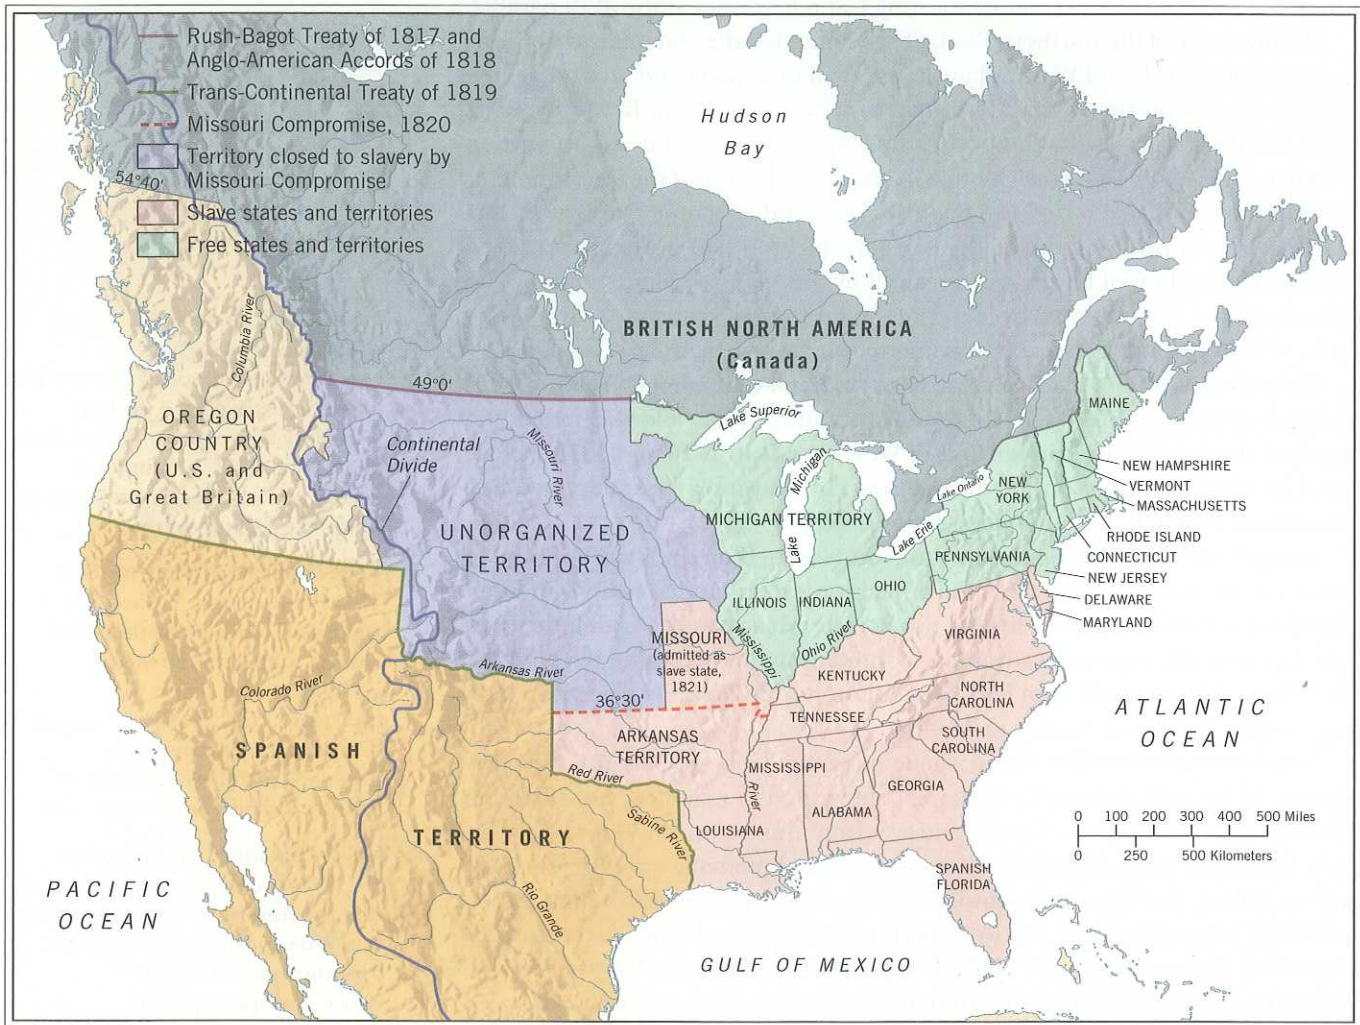 Rush-Bagot Treaty of 1817 and
Anglo-American Accords of 1818
Trans-Continental Treaty of 1819
Missouri Compromise, 1820
Territory closed to slavery by
Missouri Compromise
Slave states and territories
Free states and territories
54°40'
Hudson
Bay
BRITISH NORTH AMERICA
(Canada)
Columbia River
49°0'
OREGON
COUNTRY
(U.S. and
Great Britain)
Continental
Divide
Missouri River
UNORGANIZED
TERRITORY
Lake Superior
Lake Michigan
MICHIGAN TERRITORY
Lake Ontario
Lake Erie
MAINE
NEW HAMPSHIRE
VERMONT
MASSACHUSETTS
NEW
YORK
RHODE ISLAND
CONNECTICUT
PENNSYLVANIA
NEW JERSEY
DELAWARE
MARYLAND
ILLINOIS
INDIANA
OHIO
Ohio River
Mississippi River
MISSOURI
(admitted as
slave state,
1821)
VIRGINIA
KENTUCKY
Arkansas River
Colorado River
36°30'
NORTH
CAROLINA
TENNESSEE
SOUTH
CAROLINA
ARKANSAS
TERRITORY
SPANISH
TERRITORY
Red River
Sabine River
MISSISSIPPI
GEORGIA
ALABAMA
LOUISIANA
SPANISH
FLORIDA
Rio Grande
ATLANTIC
OCEAN
0 100 200 300 400 500 Miles
0 250 500 Kilometers
PACIFIC
OCEAN
GULF OF MEXICO